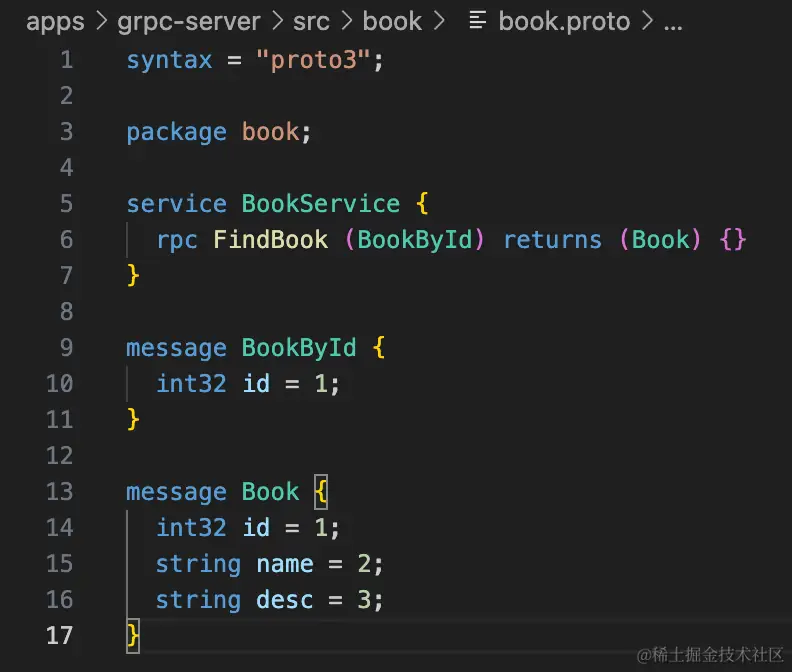 apps > grpc-server > src > book > book.proto > ...
1 syntax = "proto3";
2
3 package book;
4
5 service BookService {
6   rpc FindBook (BookById) returns (Book) {}
7 }
8
9 message BookById {
10   int32 id = 1;
11 }
12
13 message Book {
14   int32 id = 1;
15   string name = 2;
16   string desc = 3;
17 }
@稀土掘金技术社区